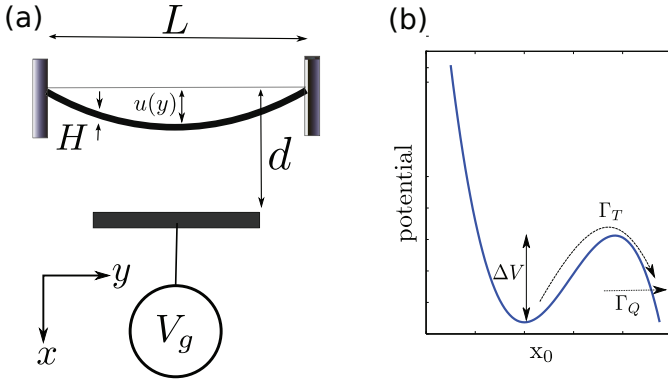 (a)
L
u(y)
H
d
y
x
V_g
(b)
potential
ΔV
Γ_T
Γ_Q
x_0